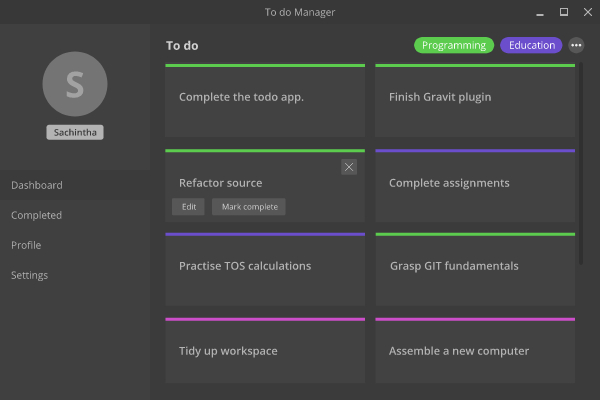 To do Manager
S
Sachintha
Dashboard
Completed
Profile
Settings
To do
Programming
Education
Complete the todo app.
Finish Gravit plugin
Refactor source
Edit
Mark complete
Complete assignments
Practise TOS calculations
Grasp GIT fundamentals
Tidy up workspace
Assemble a new computer